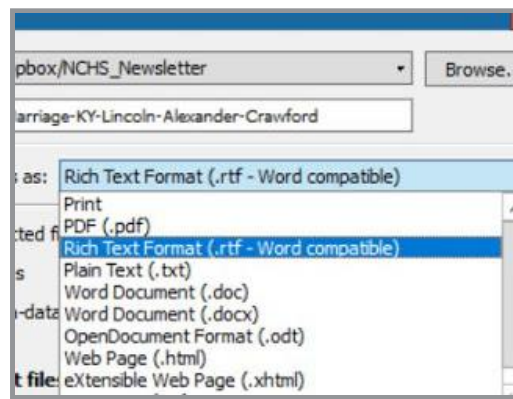 pbox/NCHS_Newsletter
Browse.
arriage-KY-Lincoln-Alexander-Crawford
as: Rich Text Format (.rtf - Word compatible)
Print
PDF (.pdf)
Rich Text Format (.rtf - Word compatible)
Plain Text (.txt)
Word Document (.doc)
-data
Word Document (.docx)
OpenDocument Format (.odt)
Web Page (.html)
t file
eXtensible Web Page (.xhtml)